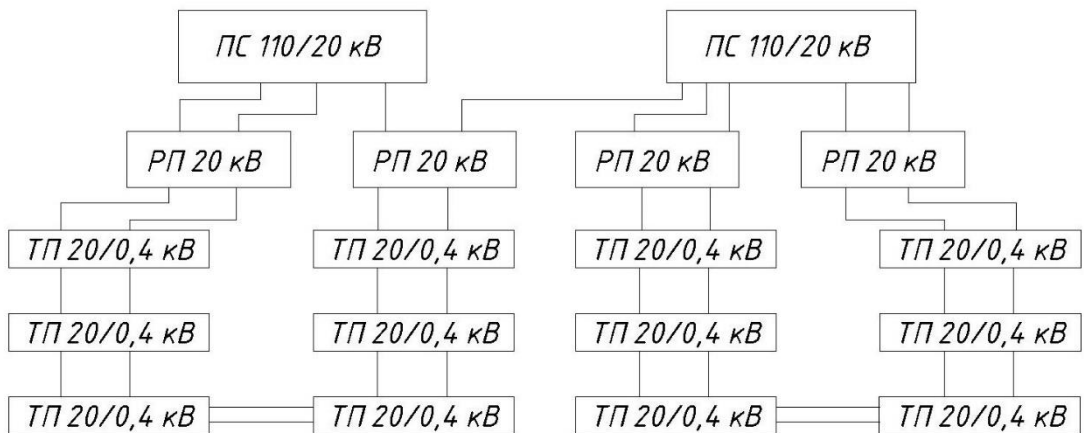 ПС 110/20 кВ ПС 110/20 кВ
РП 20 кВ РП 20 кВ РП 20 кВ РП 20 кВ
ТП 20/0,4 кВ ТП 20/0,4 кВ ТП 20/0,4 кВ ТП 20/0,4 кВ
ТП 20/0,4 кВ ТП 20/0,4 кВ ТП 20/0,4 кВ ТП 20/0,4 кВ
ТП 20/0,4 кВ ТП 20/0,4 кВ ТП 20/0,4 кВ ТП 20/0,4 кВ